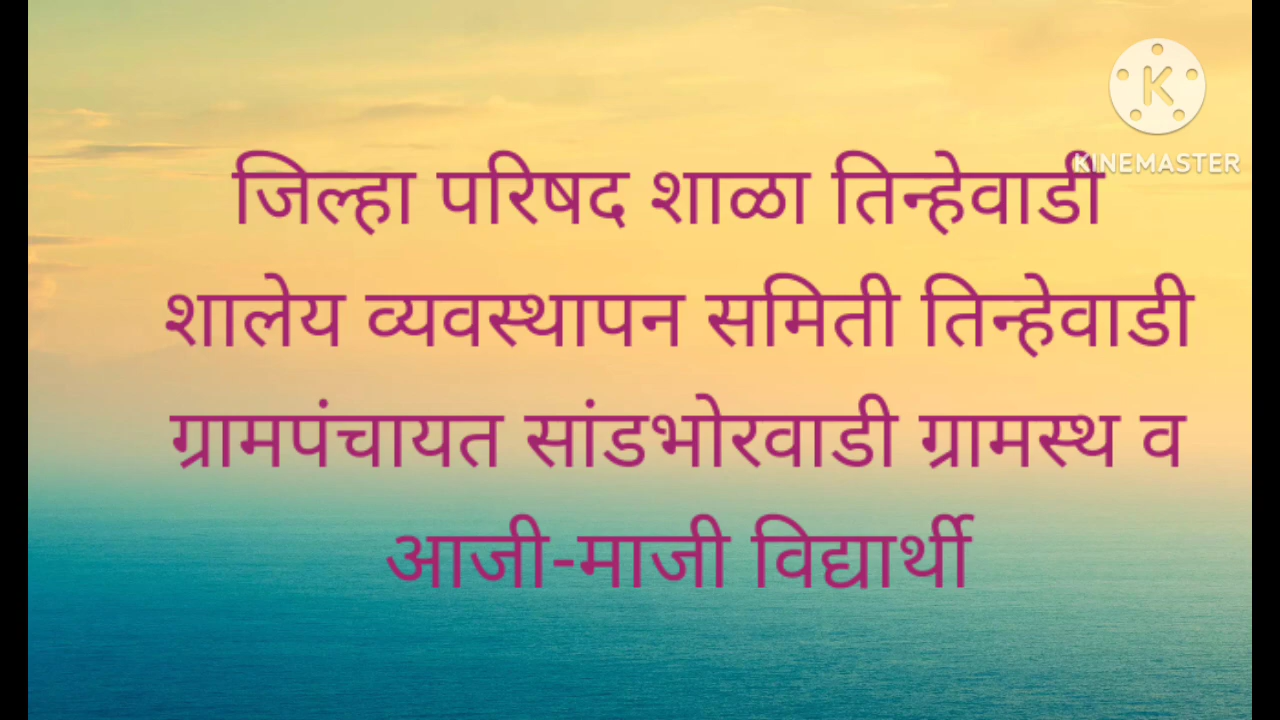 KINEMASTER
जिल्हा परिषद शाळा तिन्हेवाडी
शालेय व्यवस्थापन समिती तिन्हेवाडी
ग्रामपंचायत सांडभोरवाडी ग्रामस्थ व
आजी-माजी विद्यार्थी